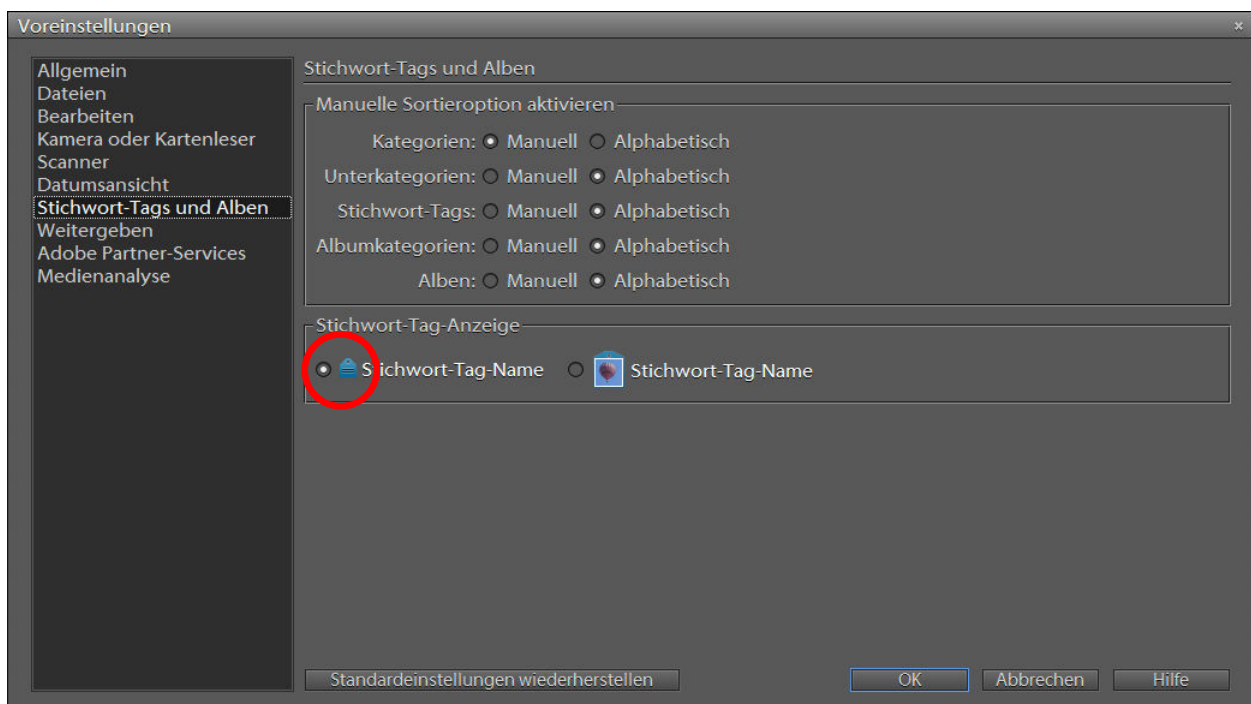 Voreinstellungen
Allgemein
Dateien
Bearbeiten
Kamera oder Kartenleser
Scanner
Datumsansicht
Stichwort-Tags und Alben
Weitergeben
Adobe Partner-Services
Medienanalyse
Stichwort-Tags und Alben
Manuelle Sortieroption aktivieren
Kategorien: Manuell Alphabetisch
Unterkategorien: Manuell Alphabetisch
Stichwort-Tags: Manuell Alphabetisch
Albumkategorien: Manuell Alphabetisch
Alben: Manuell Alphabetisch
Stichwort-Tag-Anzeige
Stichwort-Tag-Name Stichwort-Tag-Name
Standardeinstellungen wiederherstellen OK Abbrechen Hilfe